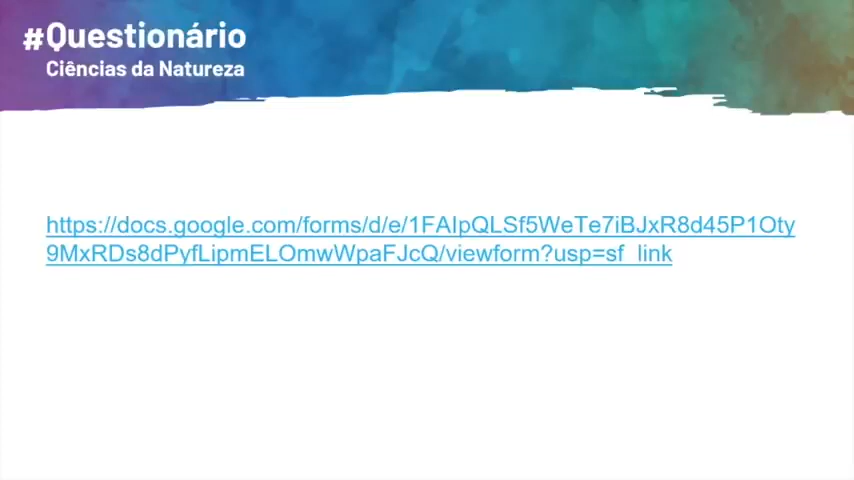 #Questionário
Ciências da Natureza
https://docs.google.com/forms/d/e/1FAIpQLSf5WeTe7iBJxR8d45P1Oty
9MxRDs8dPyfLipmELOmwWpaFJcQ/viewform?usp=sf_link